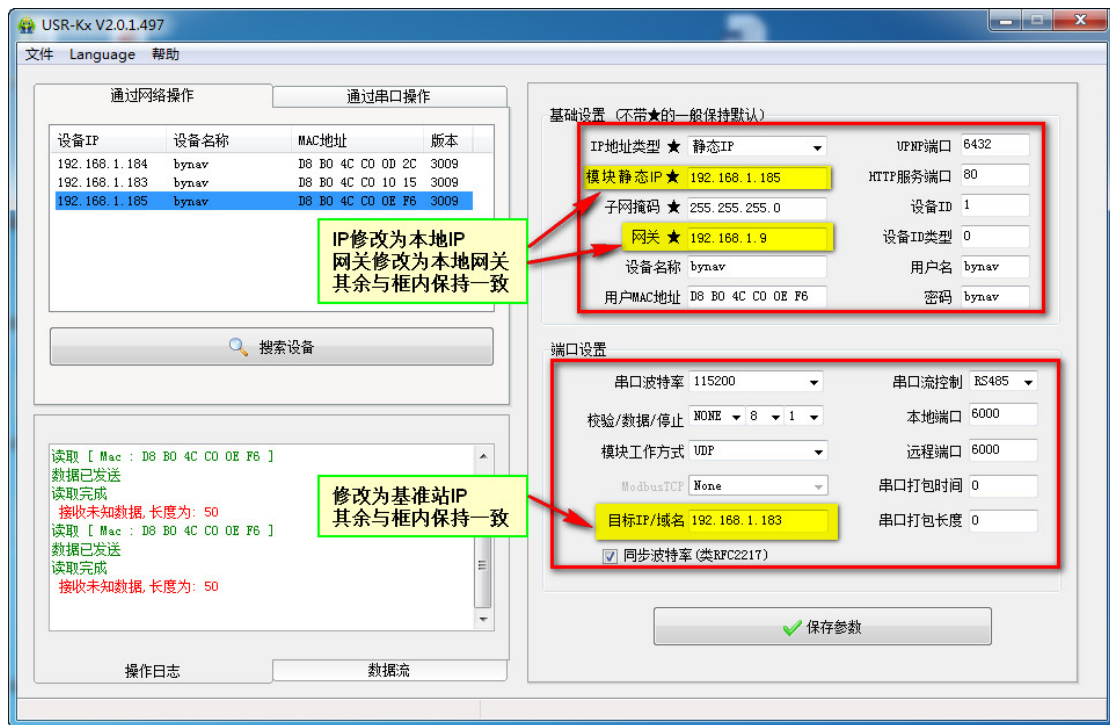 USR-Kx V2.0.1.497
文件 Language 帮助
通过网络操作 通过串口操作
设备IP 设备名称 MAC地址 版本
192.168.1.184 bynav D8 B0 4C C0 0D 2C 3009
192.168.1.183 bynav D8 B0 4C C0 10 15 3009
192.168.1.185 bynav D8 B0 4C C0 0E F6 3009
IP修改为本地IP
网关修改为本地网关
其余与框内保持一致
搜索设备
读取 [ Mac : D8 B0 4C C0 0E F6 ]
数据已发送
读取完成
接收未知数据,长度为: 50
读取 [ Mac : D8 B0 4C C0 0E F6 ]
数据已发送
读取完成
接收未知数据,长度为: 50
修改为基准站IP
其余与框内保持一致
操作日志 数据流
基础设置 (不带★的一般保持默认)
IP地址类型 ★ 静态IP UPNP端口 6432
模块静态IP★ 192.168.1.185 HTTP服务端口 80
子网掩码 ★ 255.255.255.0 设备ID 1
网关 ★ 192.168.1.9 设备ID类型 0
设备名称 bynav 用户名 bynav
用户MAC地址 D8 B0 4C C0 0E F6 密码 bynav
端口设置
串口波特率 115200 串口流控制 RS485
校验/数据/停止 NONE 8 1 本地端口 6000
模块工作方式 UDP 远程端口 6000
ModbusTCP None 串口打包时间 0
目标IP/域名 192.168.1.183 串口打包长度 0
同步波特率(类RFC2217)
保存参数